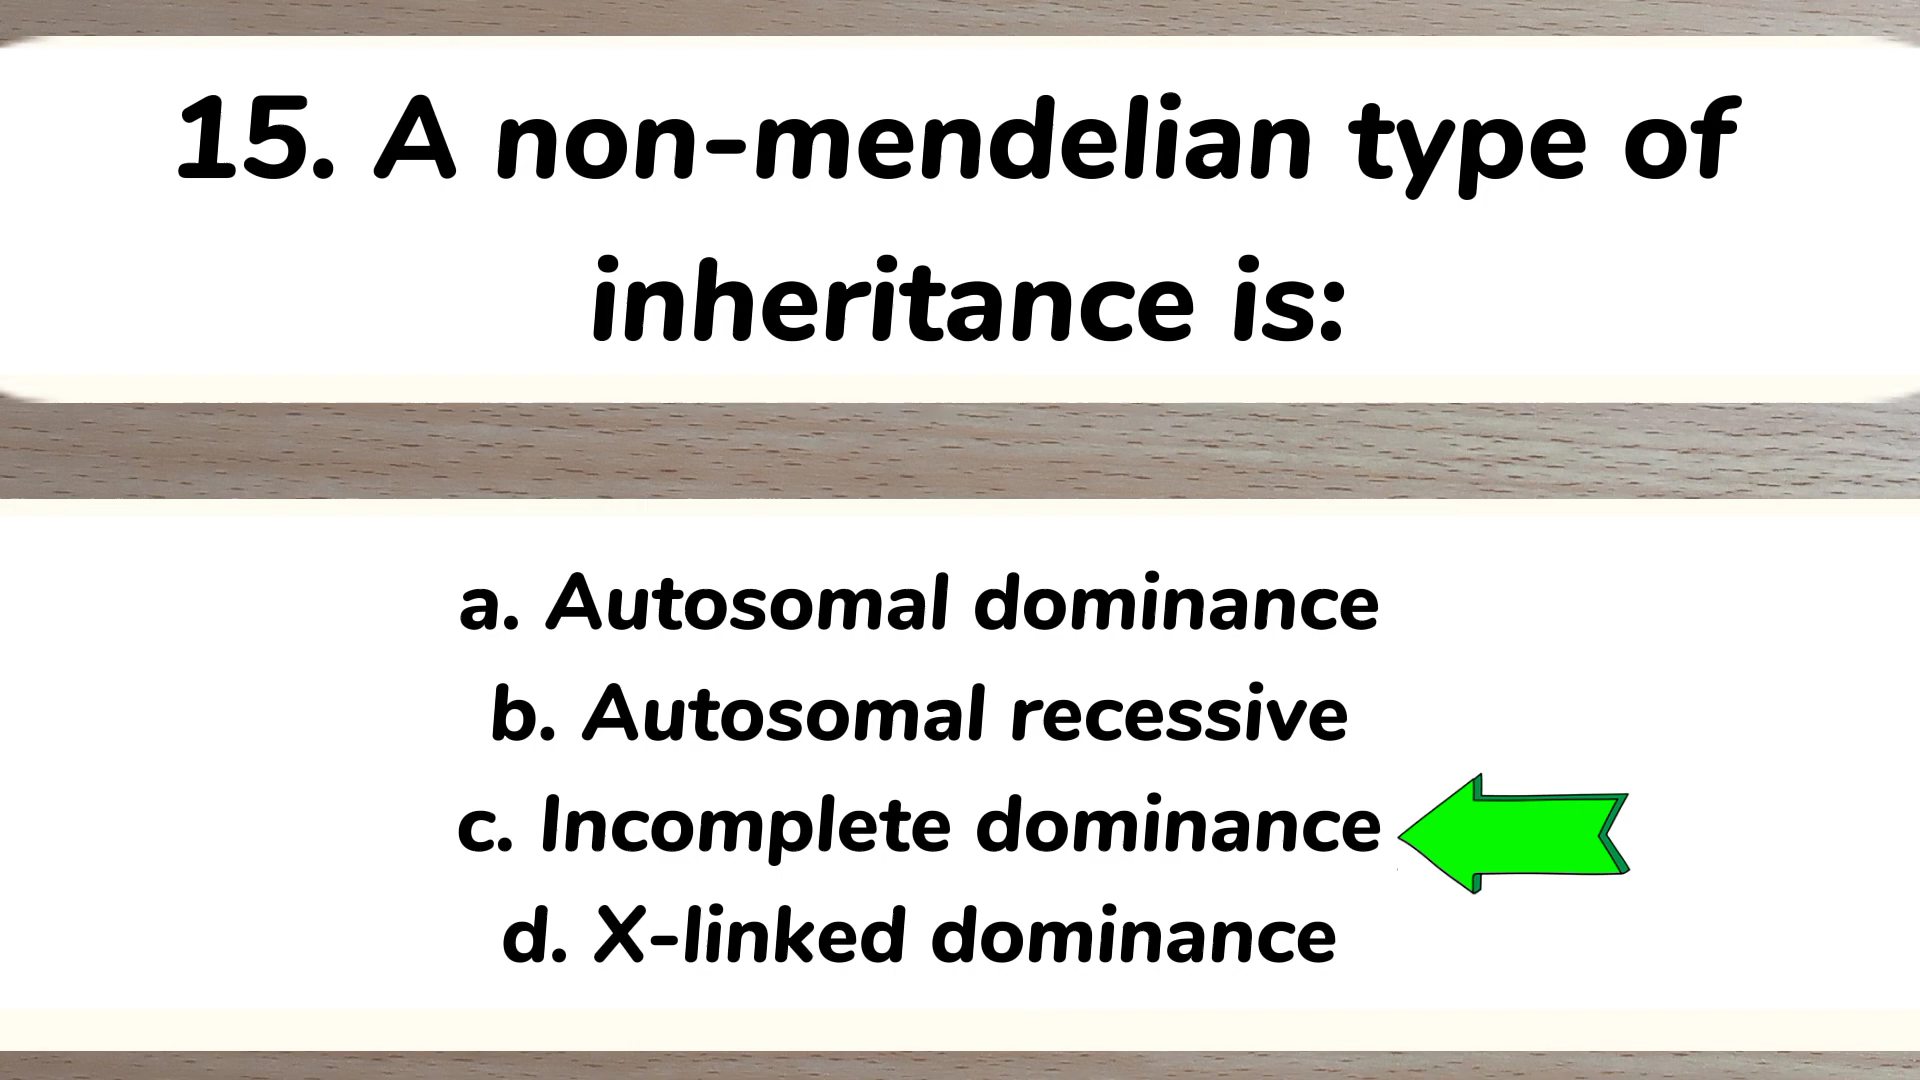 15. A non-mendelian type of
inheritance is:
a. Autosomal dominance
b. Autosomal recessive
c. Incomplete dominance
d. X-linked dominance